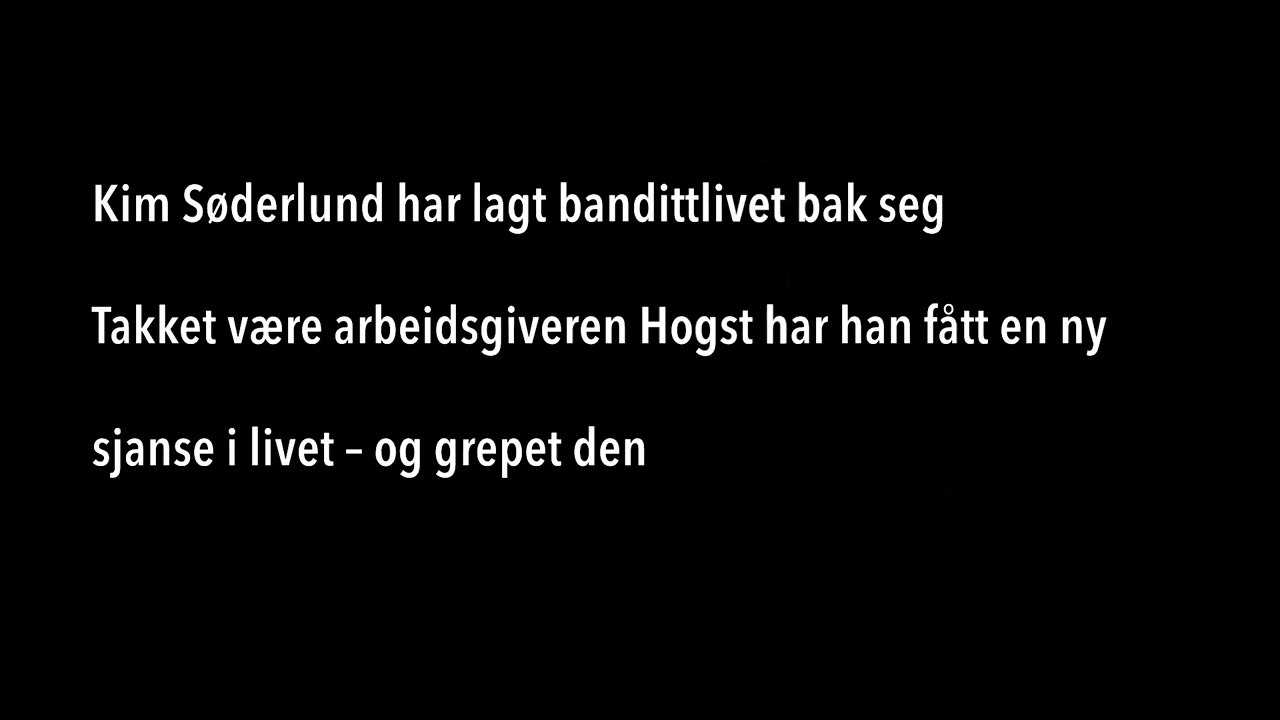 Kim Søderlund har lagt bandittlivet bak seg
Takket være arbeidsgiveren Hogst har han fått en ny
sjanse i livet – og grepet den